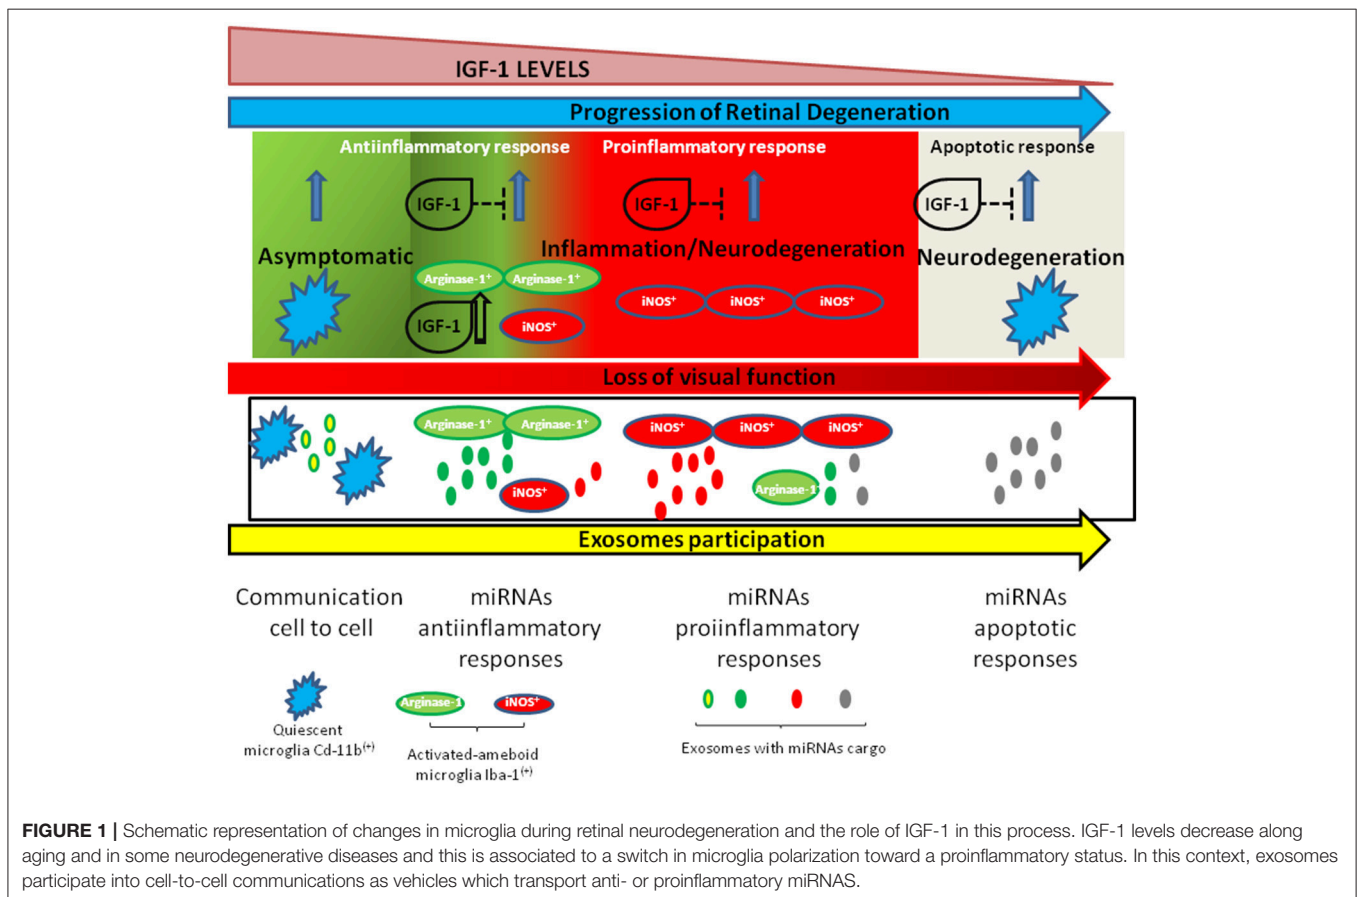 IGF-1 LEVELS
Progression of Retinal Degeneration
Antiinflammatory response
Proinflammatory response
Apoptotic response
IGF-1
IGF-1
IGF-1
Asymptomatic
Inflammation/Neurodegeneration
Neurodegeneration
Arginase-1⁺
Arginase-1⁺
iNOS⁺
iNOS⁺
iNOS⁺
IGF-1
iNOS⁺
Loss of visual function
Arginase-1⁺
Arginase-1⁺
iNOS⁺
iNOS⁺
iNOS⁺
iNOS⁺
Arginase-1
Exosomes participation
Communication
cell to cell
miRNAs
antiinflammatory
responses
miRNAs
proiinflammatory
responses
miRNAs
apoptotic
responses
Quiescent
microglia Cd-11b⁽⁺⁾
Arginase-1
iNOS⁺
Activated-ameboid
microglia Iba-1⁽⁺⁾
Exosomes with miRNAs cargo
FIGURE 1 | Schematic representation of changes in microglia during retinal neurodegeneration and the role of IGF-1 in this process. IGF-1 levels decrease along
aging and in some neurodegenerative diseases and this is associated to a switch in microglia polarization toward a proinflammatory status. In this context, exosomes
participate into cell-to-cell communications as vehicles which transport anti- or proinflammatory miRNAS.